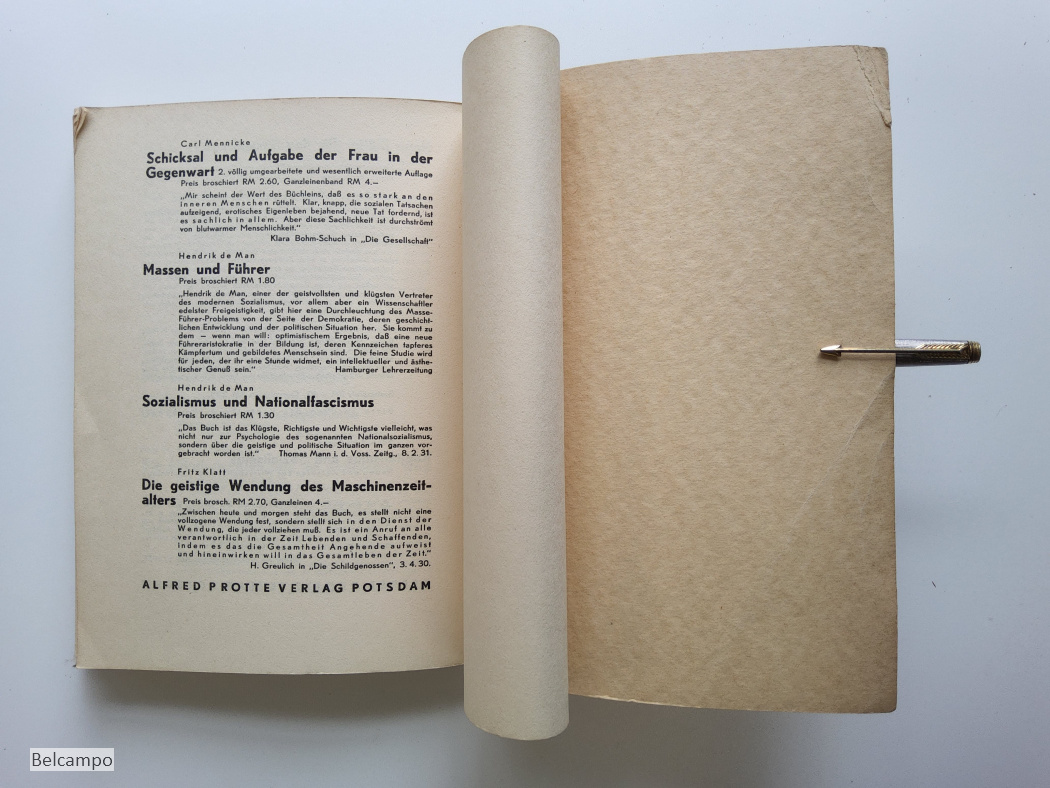 Carl Mennicke
Schicksal und Aufgabe der Frau in der
Gegenwart 2. völlig umgearbeitete und wesentlich erweiterte Auflage
Preis broschiert RM 2.60, Ganzleinenband RM 4.—
„Mir scheint der Wert des Büchleins, daß es so stark an den
inneren Menschen rüttelt. Klar, knapp, die sozialen Tatsachen
aufzeigend, erotisches Eigenleben bejahend, neue Tat fordernd, ist
es sachlich in allem. Aber diese Sachlichkeit ist durchströmt
von blutwarmer Menschlichkeit.“
Klara Bohm-Schuch in „Die Gesellschaft“
Hendrik de Man
Massen und Führer
Preis broschiert RM 1.80
„Hendrik de Man, einer der geistvollsten und klügsten Vertreter
des modernen Sozialismus, vor allem aber ein Wissenschaftler
edelster Freigeistigkeit, gibt hier eine Durchleuchtung des Masse-
Führer-Problems von der Seite der Demokratie, deren geschicht-
lichen Entwicklung und der politischen Situation her. Sie kommt zu
dem — wenn man will: optimistischem Ergebnis, daß eine neue
Führeraristokratie in der Bildung ist, deren Kennzeichen tapferes
Kämpfertum und gebildetes Menschsein sind. Die feine Studie wird
für jeden, der ihr eine Stunde widmet, ein intellektueller und ästhe-
tischer Genuß sein.“ Hamburger Lehrerzeitung
Hendrik de Man
Sozialismus und Nationalfascismus
Preis broschiert RM 1.30
„Das Buch ist das Klügste, Richtigste und Wichtigste vielleicht, was
nicht nur zur Psychologie des sogenannten Nationalsozialismus,
sondern über die geistige und politische Situation im ganzen vor-
gebracht worden ist.“ Thomas Mann i. d. Voss. Zeitg., 8. 2. 31.
Fritz Klatt
Die geistige Wendung des Maschinenzeit-
alters Preis brosch. RM 2.70, Ganzleinen 4.—
„Zwischen heute und morgen steht das Buch, es stellt nicht eine
vollzogene Wendung fest, sondern stellt sich in den Dienst der
Wendung, die jeder vollziehen muß. Es ist ein Anruf an alle
verantwortlich in der Zeit Lebenden und Schaffenden,
indem es das die Gesamtheit Angehende aufweist
und hineinwirken will in das Gesamtleben der Zeit.“
H. Greulich in „Die Schildgenossen“, 3. 4. 30.
ALFRED PROTTE VERLAG POTSDAM
Belcampo